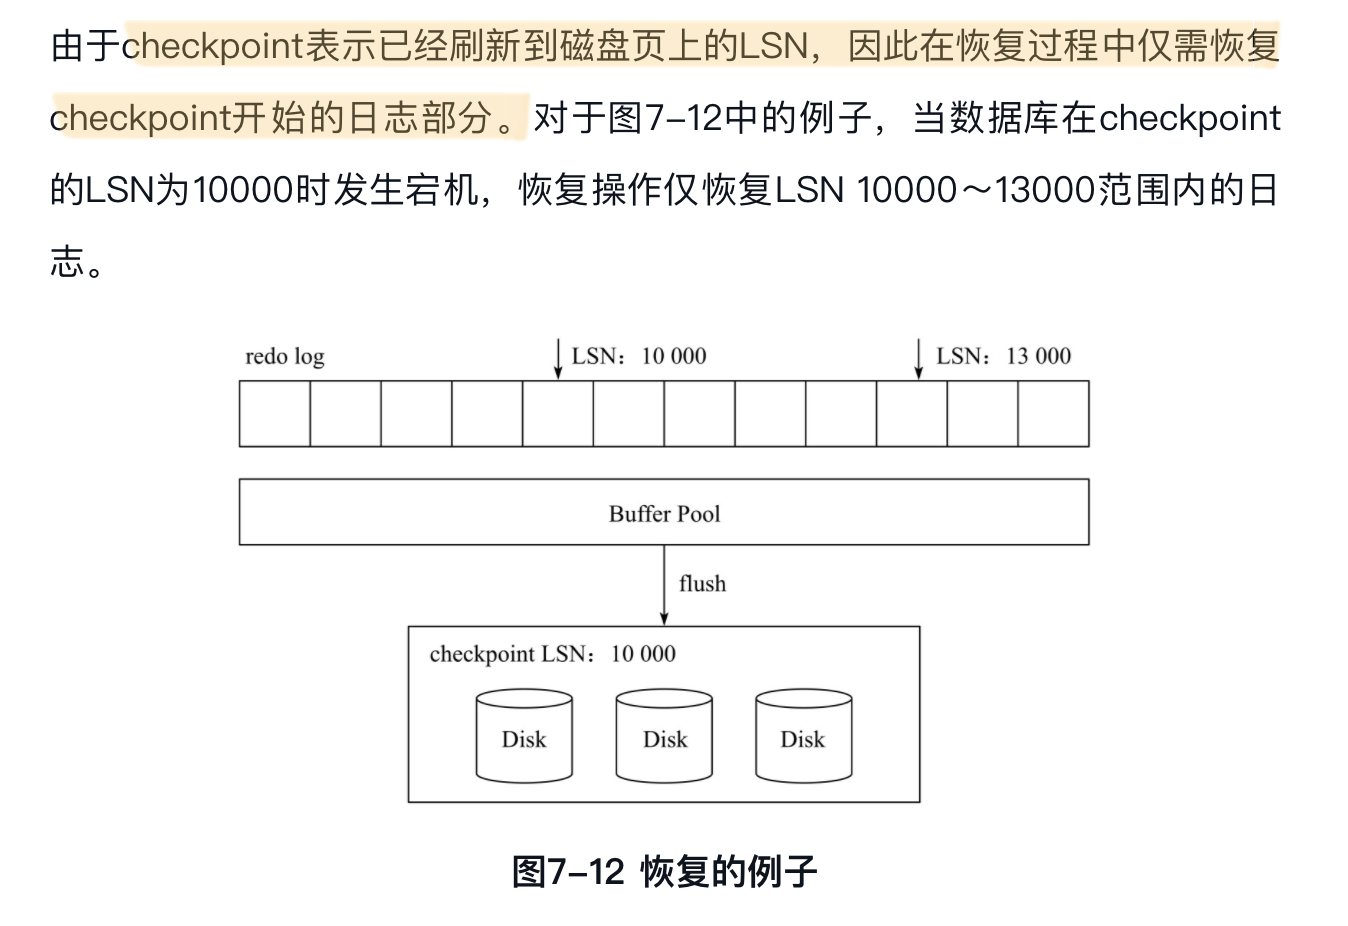 由于checkpoint表示已经刷新到磁盘页上的LSN，因此在恢复过程中仅需恢复
checkpoint开始的日志部分。对于图7–12中的例子，当数据库在checkpoint
的LSN为10000时发生宕机，恢复操作仅恢复LSN 10000～13000范围内的日
志。
redo log
LSN：10 000
LSN：13 000
Buffer Pool
flush
checkpoint LSN：10 000
Disk
Disk
Disk
图7–12 恢复的例子